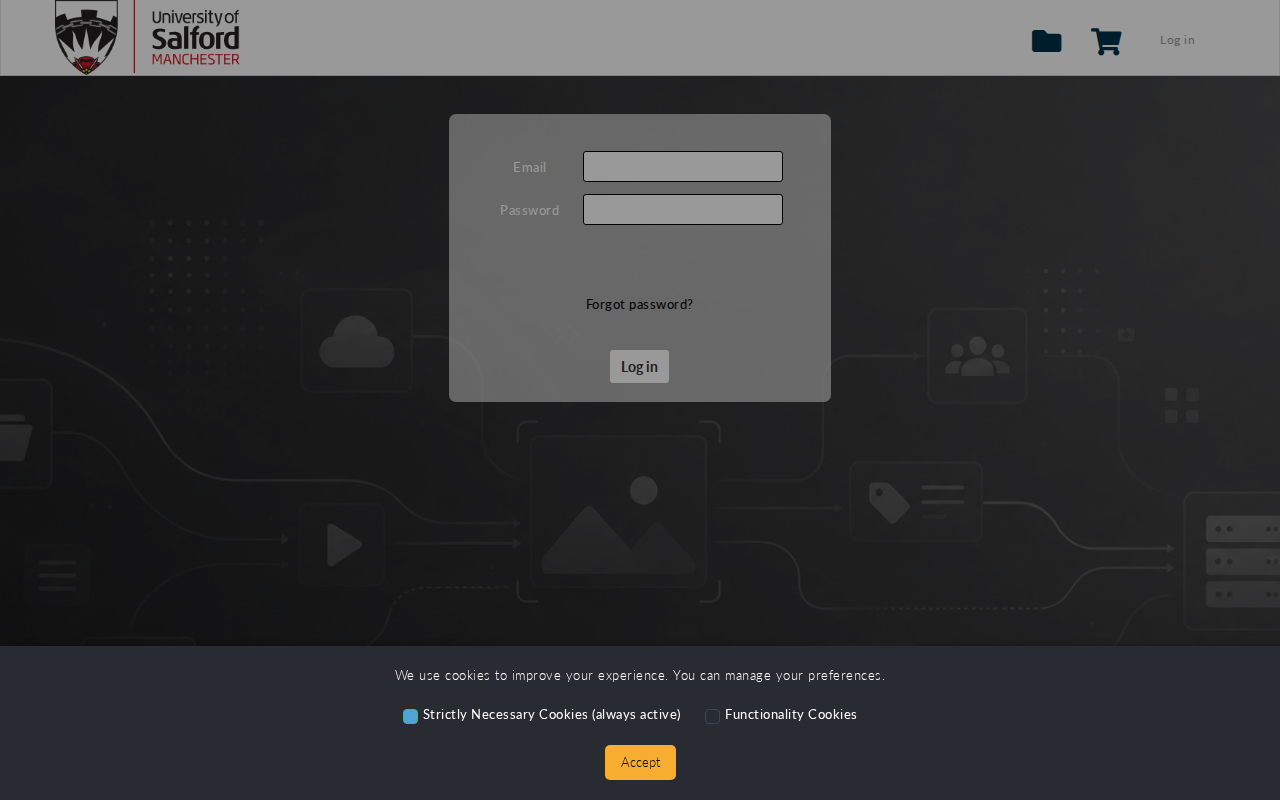 University of
Salford
MANCHESTER
Log in
Email
Password
Forgot password?
Log in
We use cookies to improve your experience. You can manage your preferences.
Strictly Necessary Cookies (always active)
Functionality Cookies
Accept